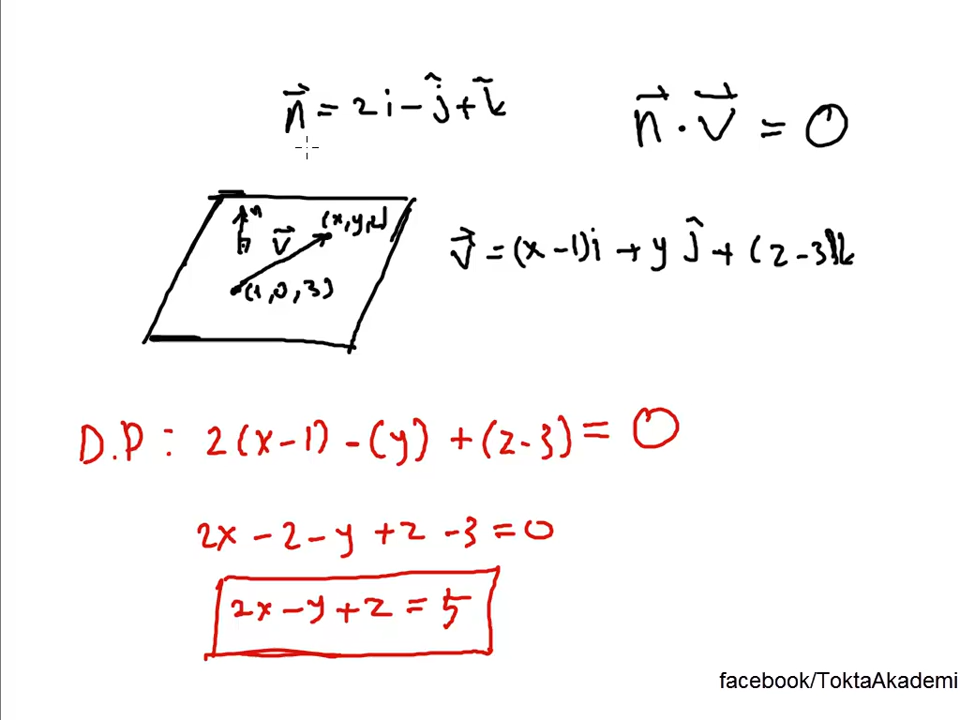 n⃗ = 2i - ĵ + k̂
n⃗ · v⃗ = 0
n
v⃗
(x, y, z)
(1, 0, 3)
v⃗ = (x-1)i + y ĵ + (z-3)k
D.P : 2(x-1) - (y) + (z-3) = 0
2x - 2 - y + z - 3 = 0
2x - y + z = 5
facebook/ToktaAkademi